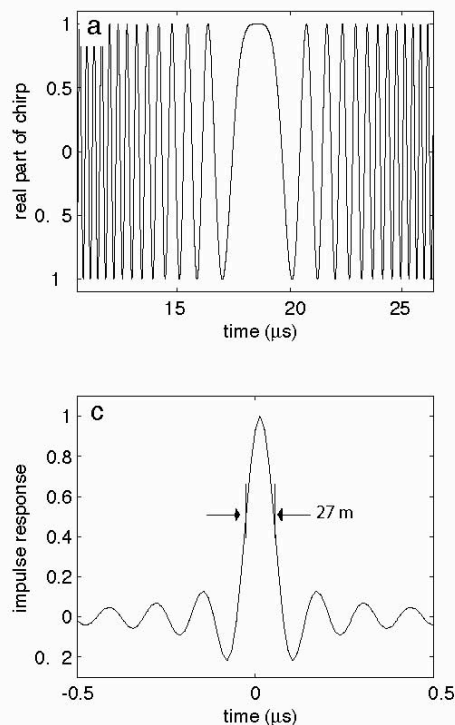 a
1
0.5
0
0. 5
1
real part of chirp
15
20
25
time (μs)
c
1
0.8
0.6
0.4
0.2
0
0. 2
impulse response
27 m
-0.5
0
0.5
time (μs)